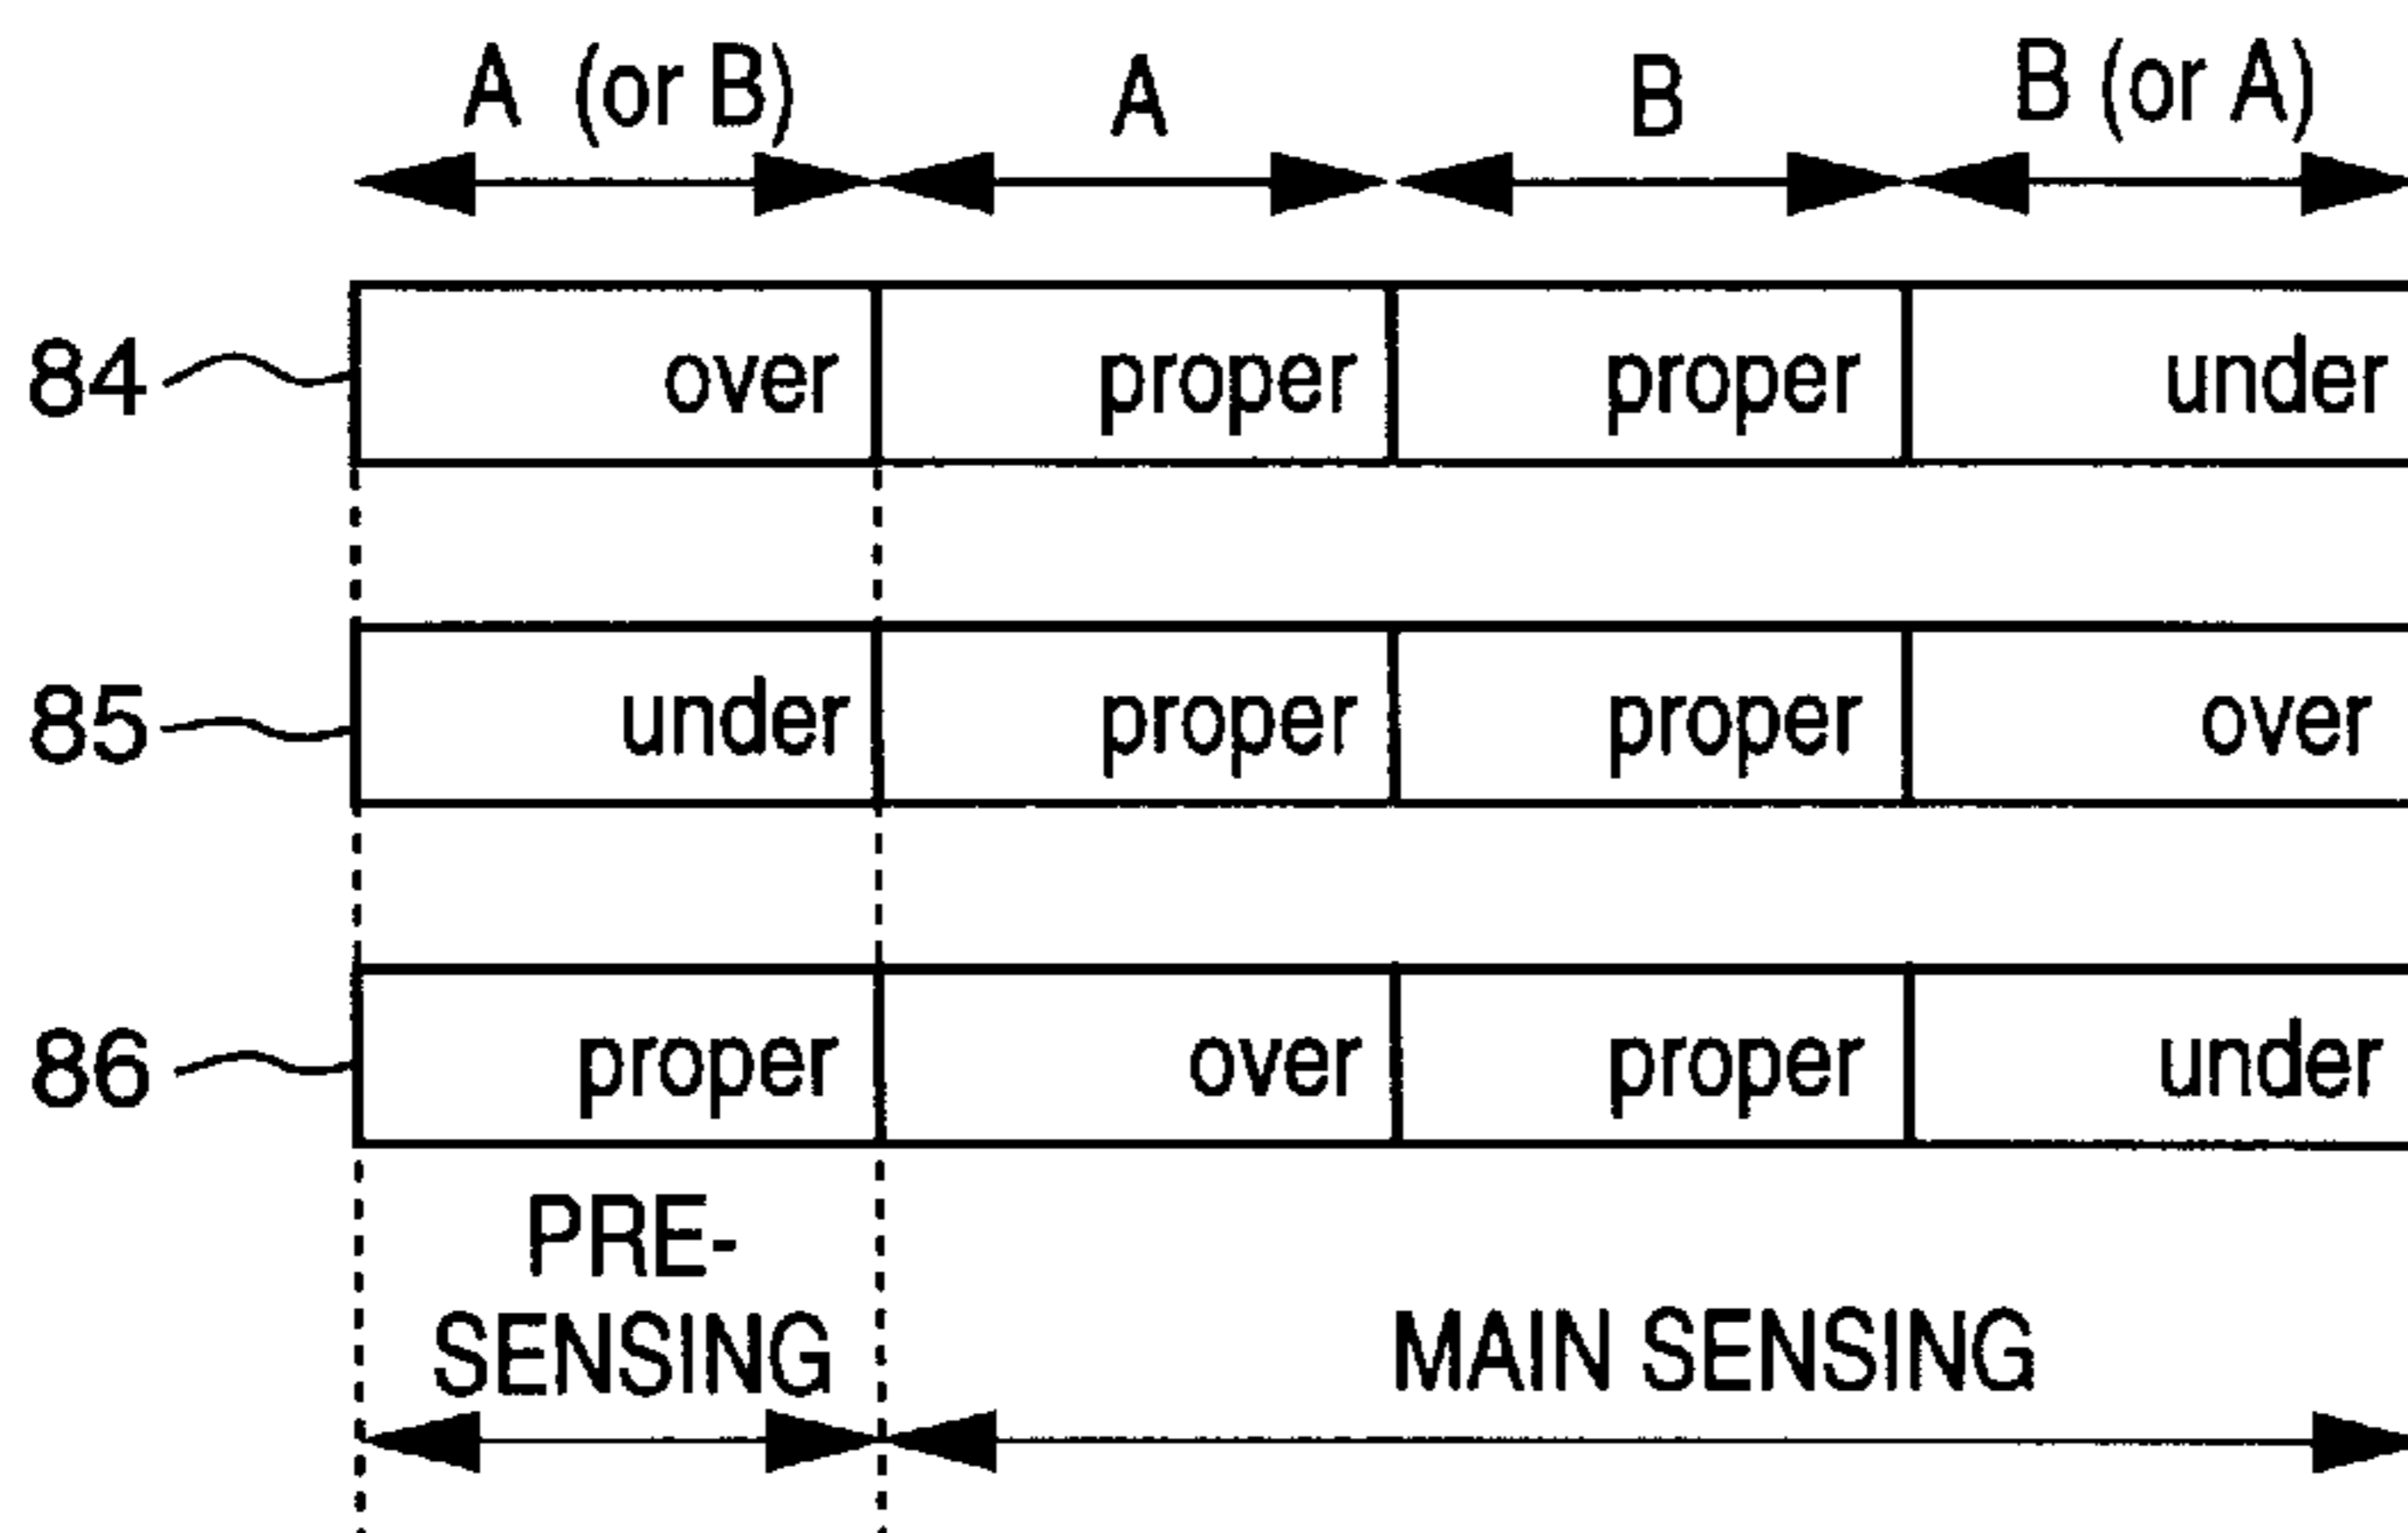 A (or B) A B B (or A)
84 over proper proper under
85 under proper proper over
86 proper over proper under
PRE-
SENSING MAIN SENSING